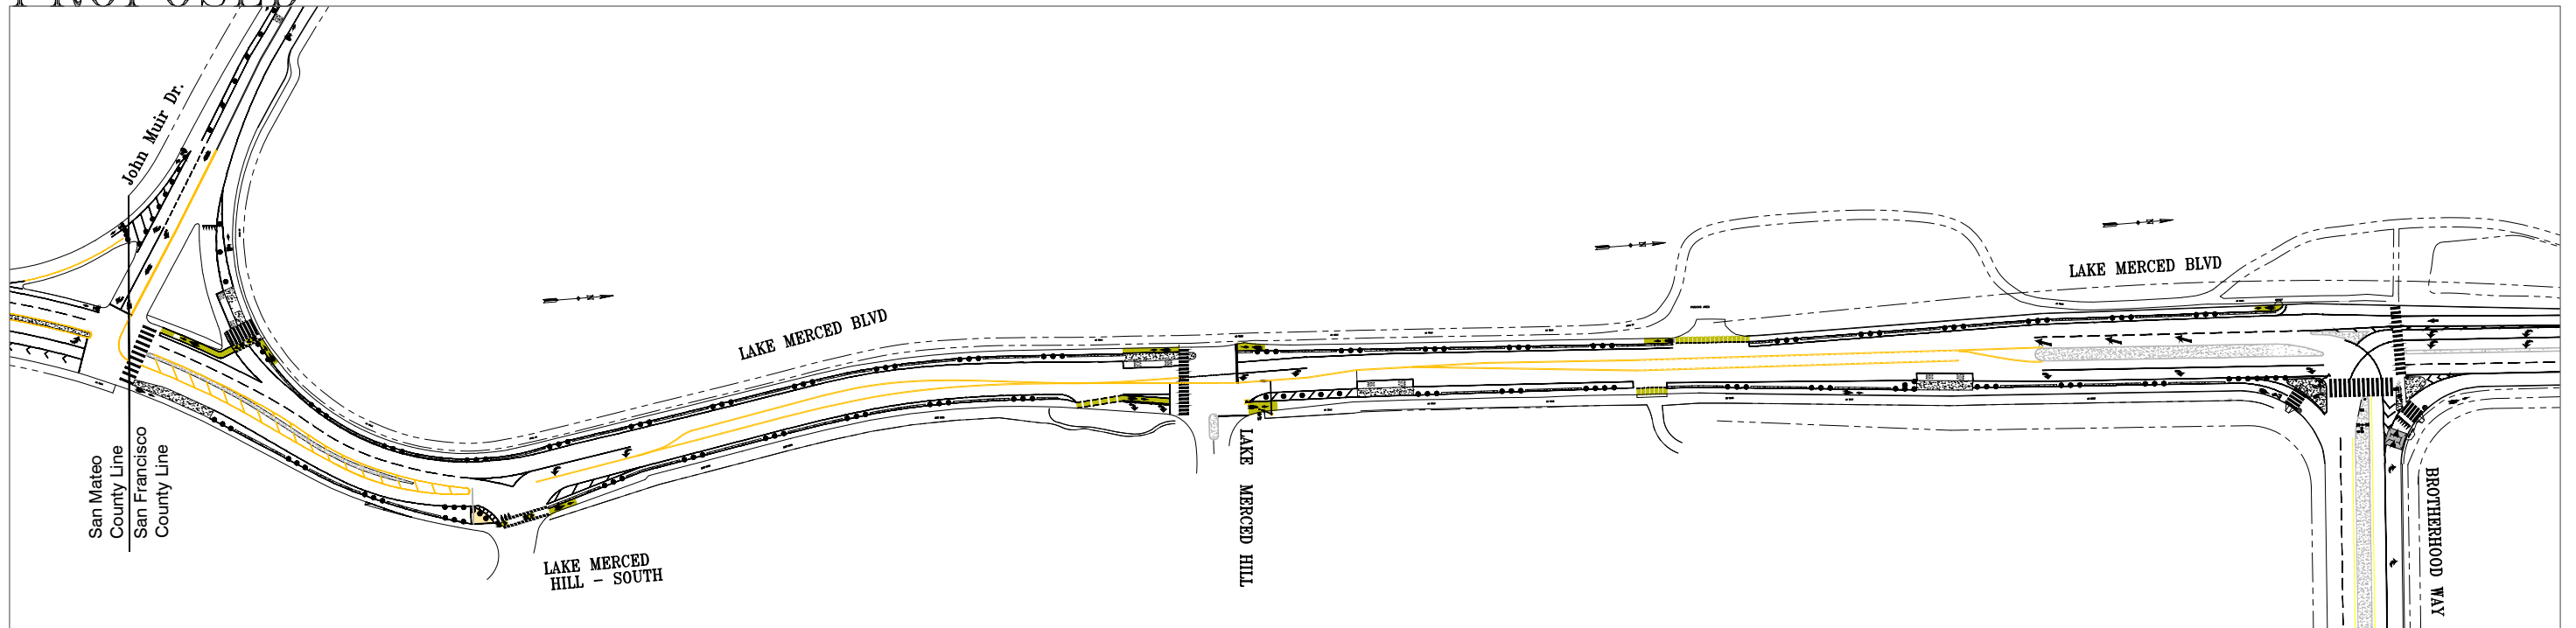 PROPOSED
John Muir Dr.
LAKE MERCED BLVD
LAKE MERCED BLVD
San Mateo
County Line
San Francisco
County Line
LAKE MERCED
HILL - SOUTH
LAKE MERCED HILL
BROTHERHOOD WAY